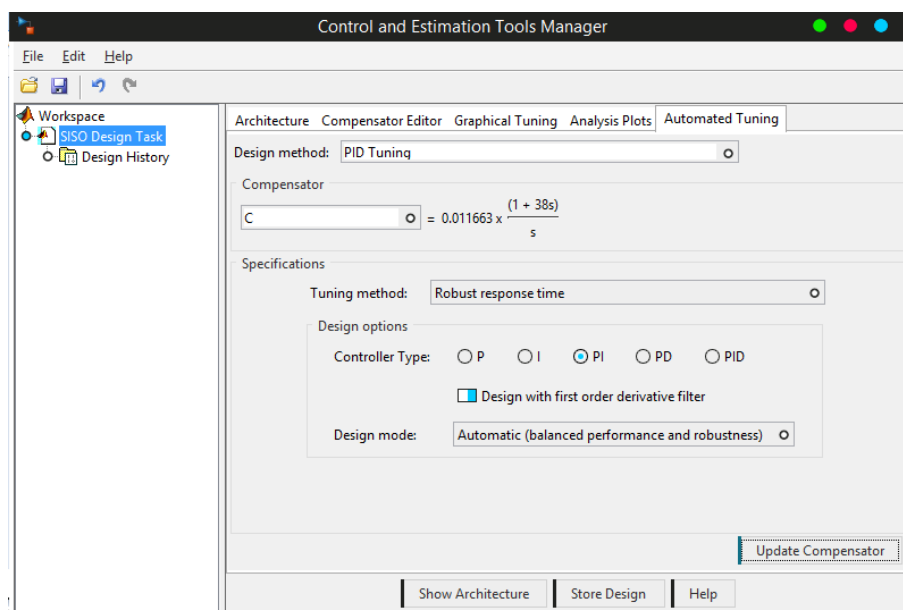 Control and Estimation Tools Manager
File Edit Help
Workspace
SISO Design Task
Design History
Architecture Compensator Editor Graphical Tuning Analysis Plots Automated Tuning
Design method: PID Tuning
Compensator
C = 0.011663 x (1 + 38s)
s
Specifications
Tuning method: Robust response time
Design options
Controller Type: P I PI PD PID
Design with first order derivative filter
Design mode: Automatic (balanced performance and robustness)
Update Compensator
Show Architecture Store Design Help